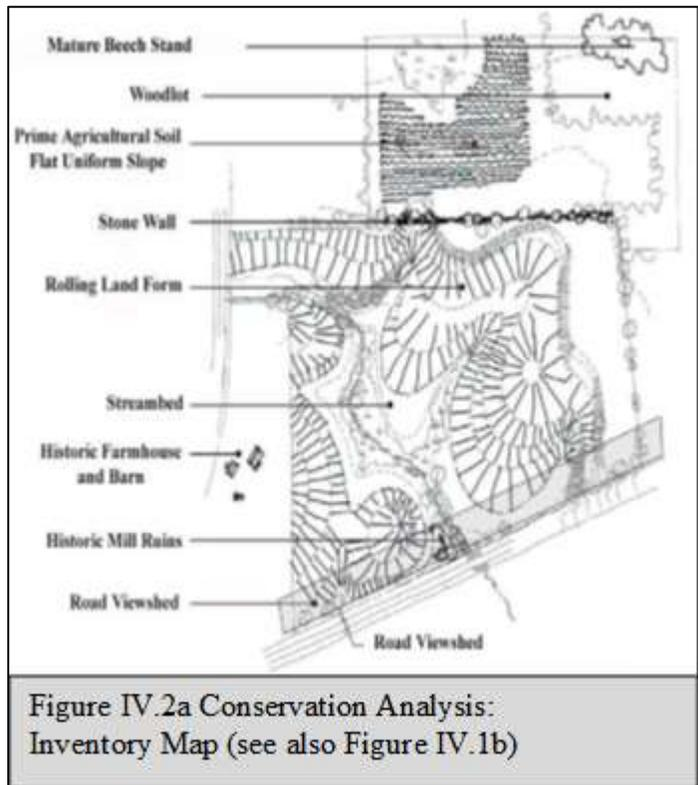 Mature Beech Stand
Woodlot
Prime Agricultural Soil
Flat Uniform Slope
Stone Wall
Rolling Land Form
Streambed
Historic Farmhouse
and Barn
Historic Mill Ruins
Road Viewshed
Road Viewshed
Figure IV.2a Conservation Analysis:
Inventory Map (see also Figure IV.1b)